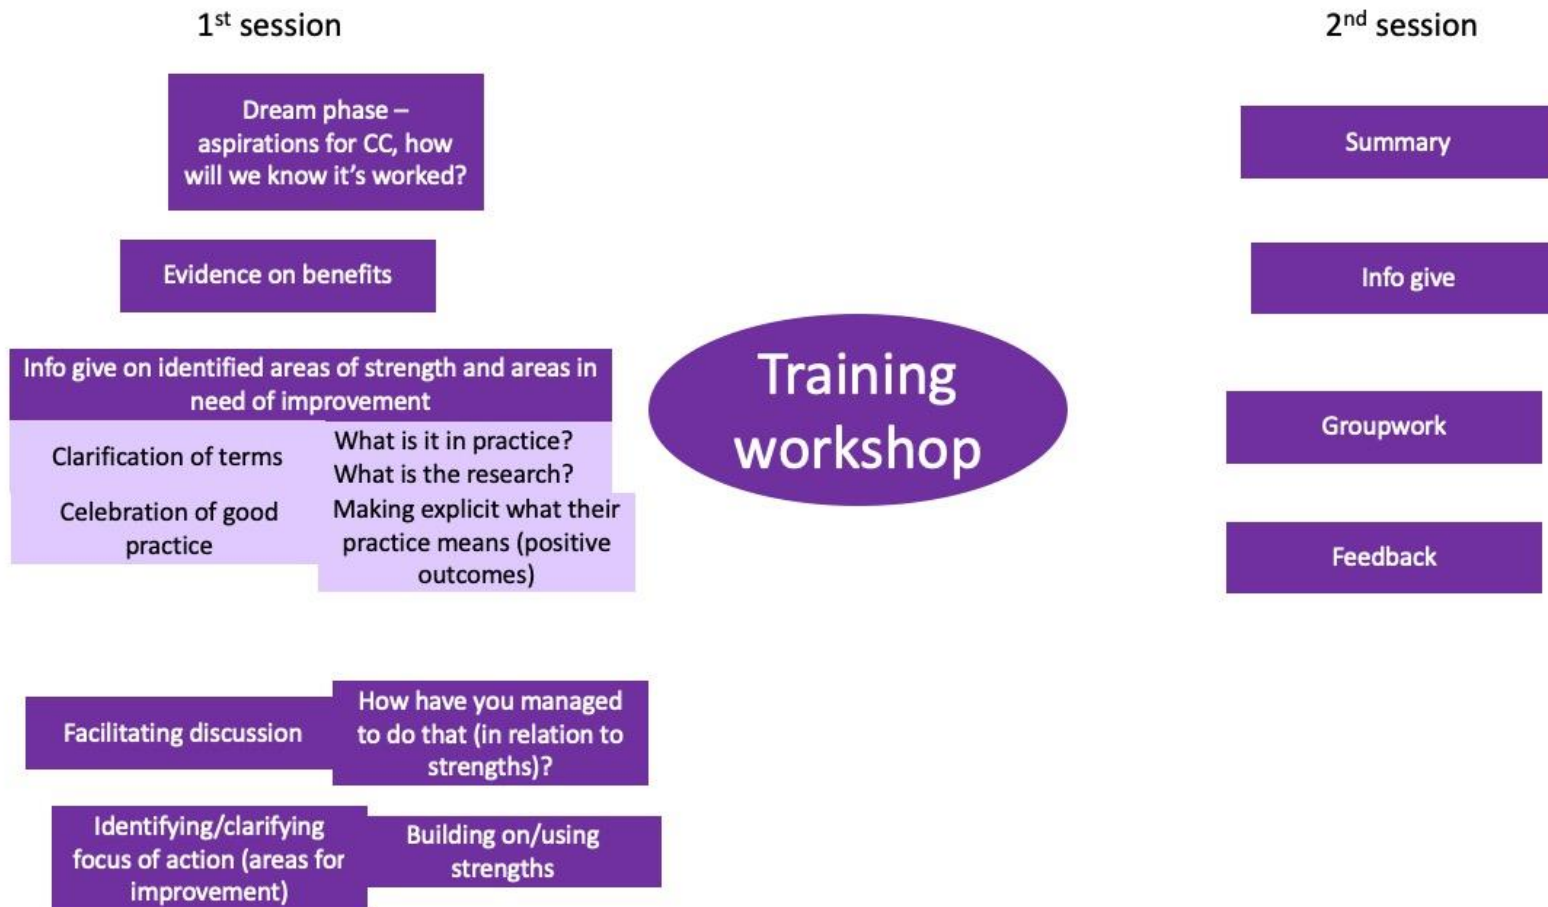 1st session
Dream phase –
aspirations for CC, how
will we know it’s worked?
Evidence on benefits
Info give on identified areas of strength and areas in
need of improvement
Clarification of terms
What is it in practice?
What is the research?
Celebration of good
practice
Making explicit what their
practice means (positive
outcomes)
Facilitating discussion
How have you managed
to do that (in relation to
strengths)?
Identifying/clarifying
focus of action (areas for
improvement)
Building on/using
strengths
Training
workshop
2nd session
Summary
Info give
Groupwork
Feedback